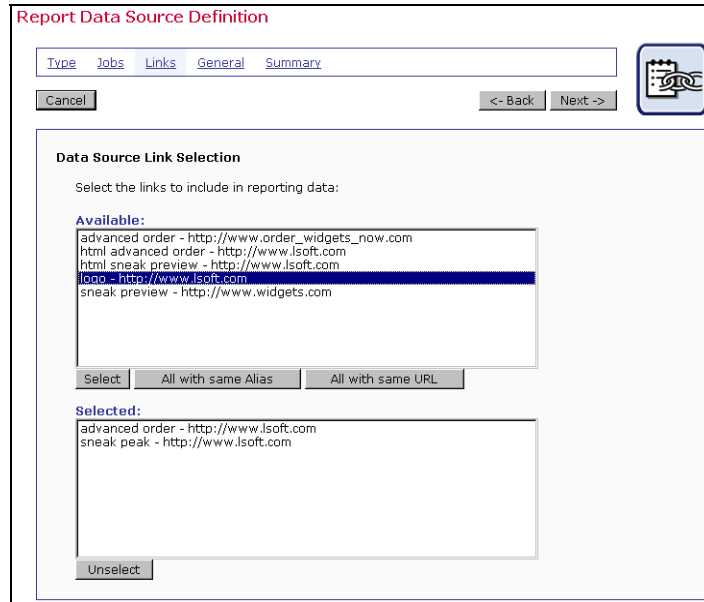 Report Data Source Definition
Type Jobs Links General Summary
Cancel <- Back Next ->
Data Source Link Selection
Select the links to include in reporting data:
Available:
advanced order - http://www.order_widgets_now.com
html advanced order - http://www.lsoft.com
html sneak preview - http://www.lsoft.com
logo - http://www.lsoft.com
sneak preview - http://www.widgets.com
Select All with same Alias All with same URL
Selected:
advanced order - http://www.lsoft.com
sneak peak - http://www.lsoft.com
Unselect